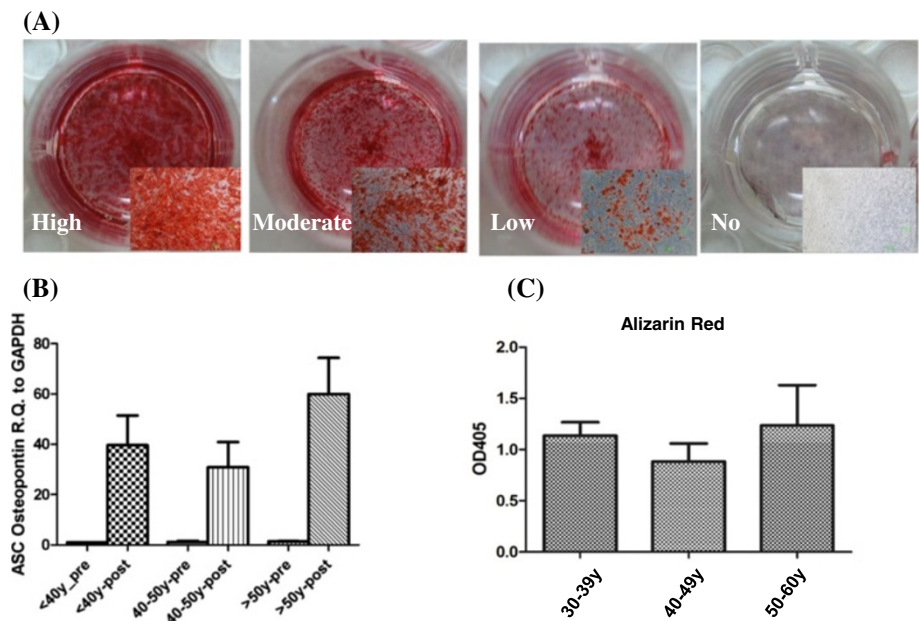 (A)
High
Moderate
Low
No
(B)
ASC Osteopontin R.Q. to GAPDH
80
60
40
20
0
<40y_pre
<40y-post
40-50y-pre
40-50y-post
>50y-pre
>50y-post
(C)
Alizarin Red
OD405
2.0
1.5
1.0
0.5
0.0
30-39y
40-49y
50-60y